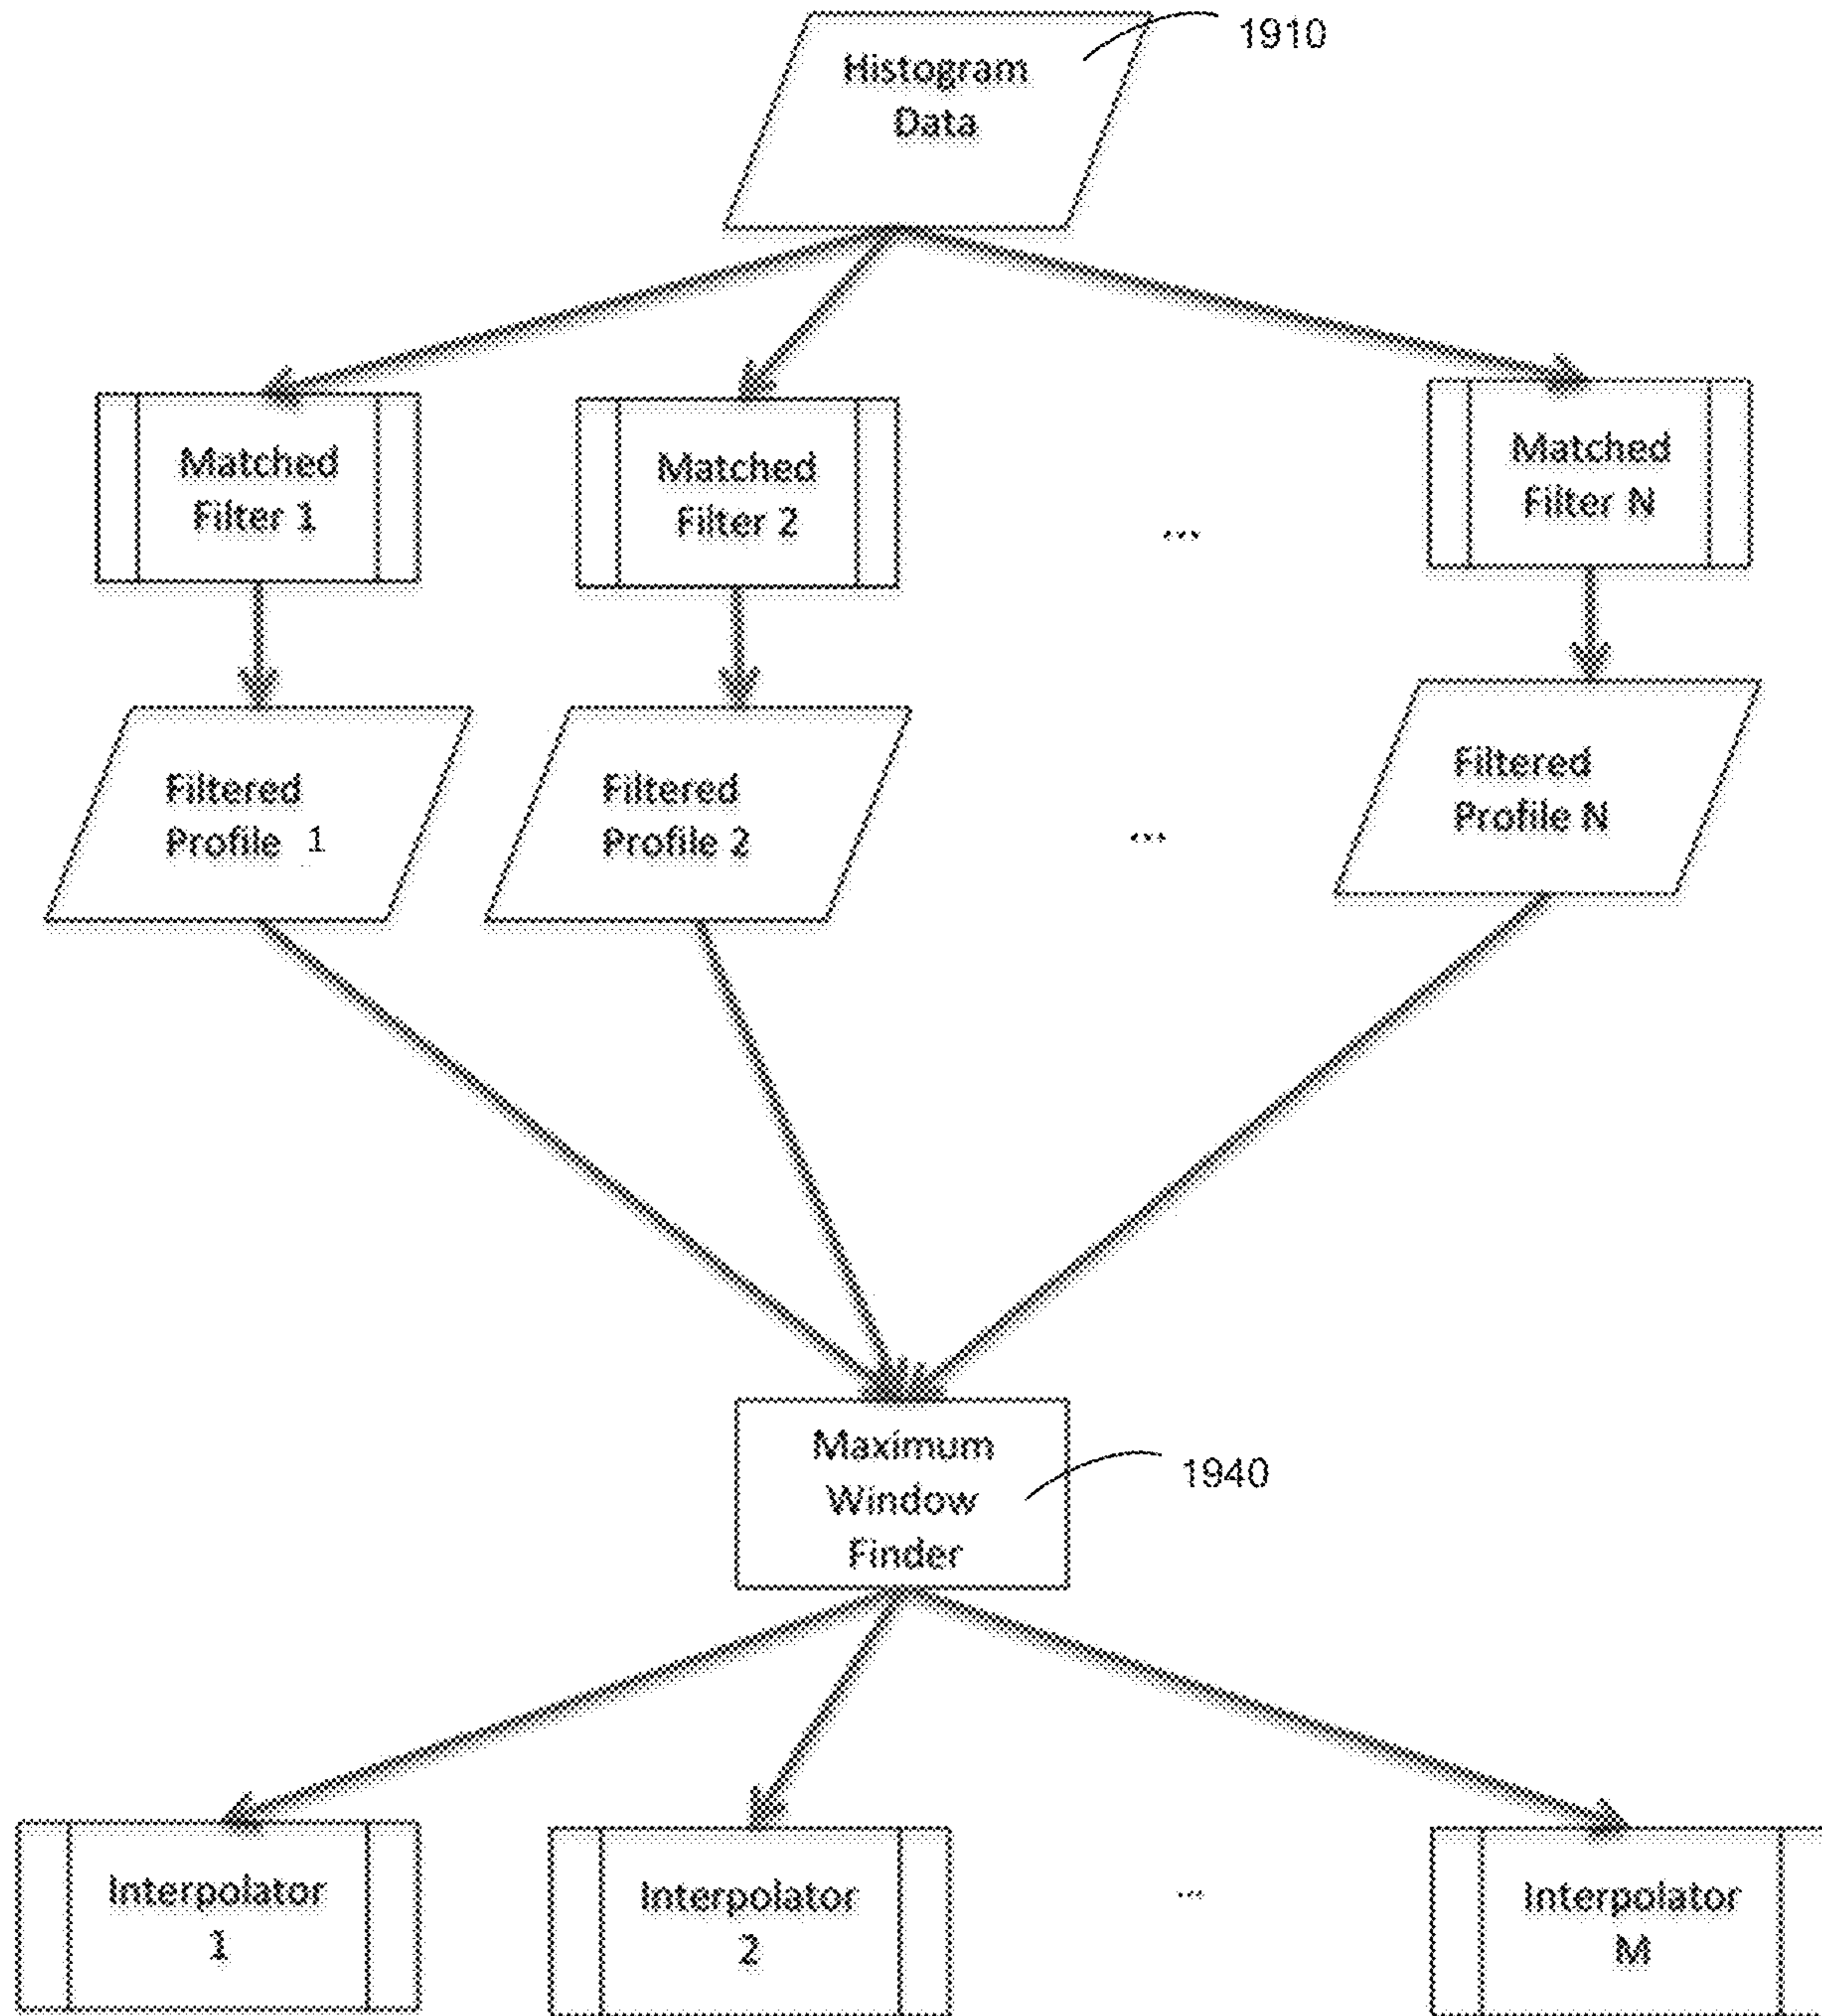 1910
Histogram
Data
Matched
Filter 1
Matched
Filter 2
...
Matched
Filter N
Filtered
Profile 1
Filtered
Profile 2
...
Filtered
Profile N
Maximum
Window
Finder
1940
Interpolator
1
Interpolator
2
...
Interpolator
M